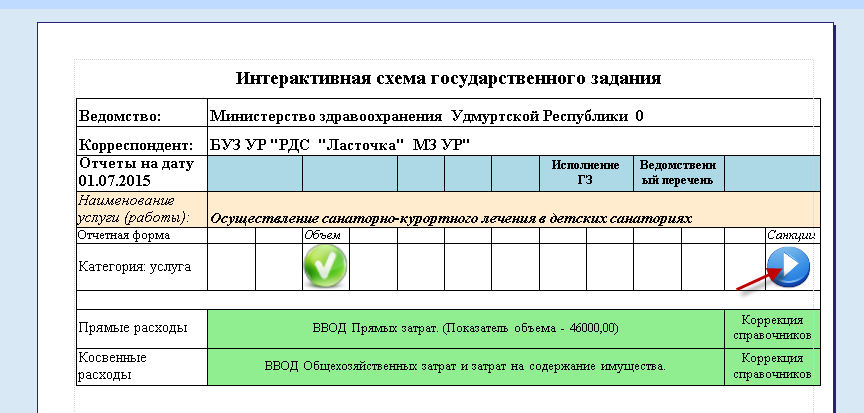 Интерактивная схема государственного задания
Ведомство: Министерство здравоохранения Удмуртской Республики 0
Корреспондент: БУЗ УР "РДС "Ласточка" МЗ УР"
Отчеты на дату
01.07.2015
Исполнение
ГЗ
Ведомственн
ый перечень
Наименование
услуги (работы): Осуществление санаторно-курортного лечения в детских санаториях
Отчетная форма Объем Санкции
Категория: услуга
Прямые расходы ВВОД Прямых затрат. (Показатель объема - 46000,00)
Коррекция
справочников
Косвенные
расходы
ВВОД Общехозяйственных затрат и затрат на содержание имущества.
Коррекция
справочников